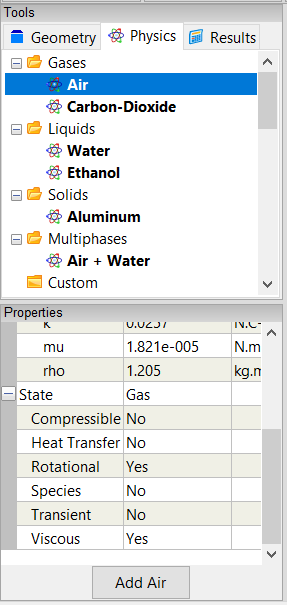 Tools
Geometry Physics Results
Gases
Air
Carbon-Dioxide
Liquids
Water
Ethanol
Solids
Aluminum
Multiphases
Air + Water
Custom
Properties
k 0.0257 N.C-
mu 1.821e-005 N.m
rho 1.205 kg.m
State Gas
Compressible No
Heat Transfer No
Rotational Yes
Species No
Transient No
Viscous Yes
Add Air